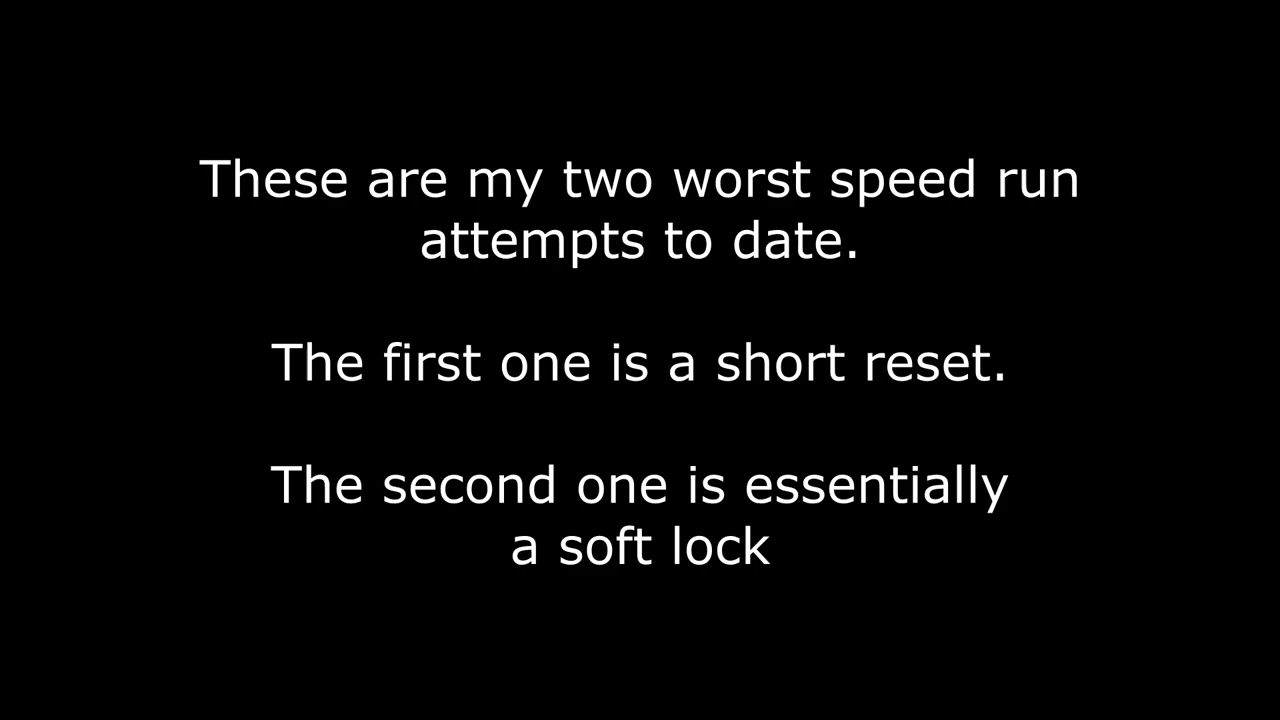 These are my two worst speed run
attempts to date.
The first one is a short reset.
The second one is essentially
a soft lock